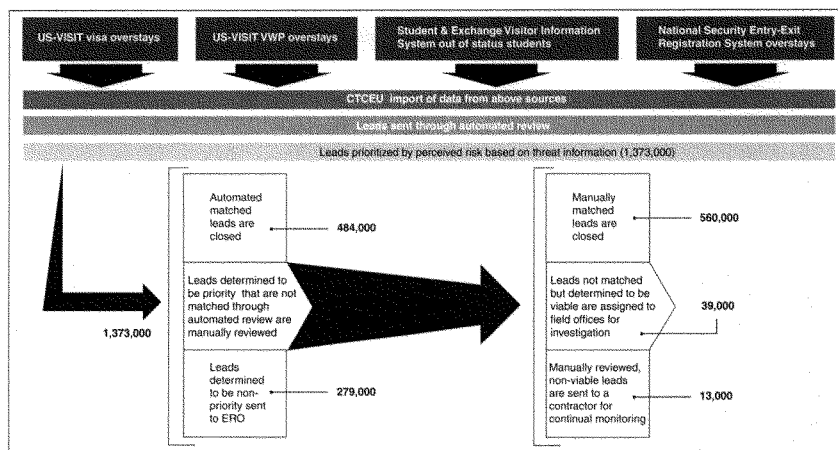 US-VISIT visa overstays
US-VISIT VWP overstays
Student & Exchange Visitor Information
System out of status students
National Security Entry-Exit
Registration System overstays
CTCEU import of data from above sources
Leads sent through automated review
Leads prioritized by perceived risk based on threat information (1,373,000)
1,373,000
Automated
matched
leads are
closed
484,000
Leads determined to
be priority that are not
matched through
automated review are
manually reviewed
Leads
determined
to be non-
priority sent
to ERO
279,000
Manually
matched
leads are
closed
560,000
Leads not matched
but determined to be
viable are assigned to
field offices for
investigation
39,000
Manually reviewed,
non-viable leads
are sent to a
contractor for
continual monitoring
13,000